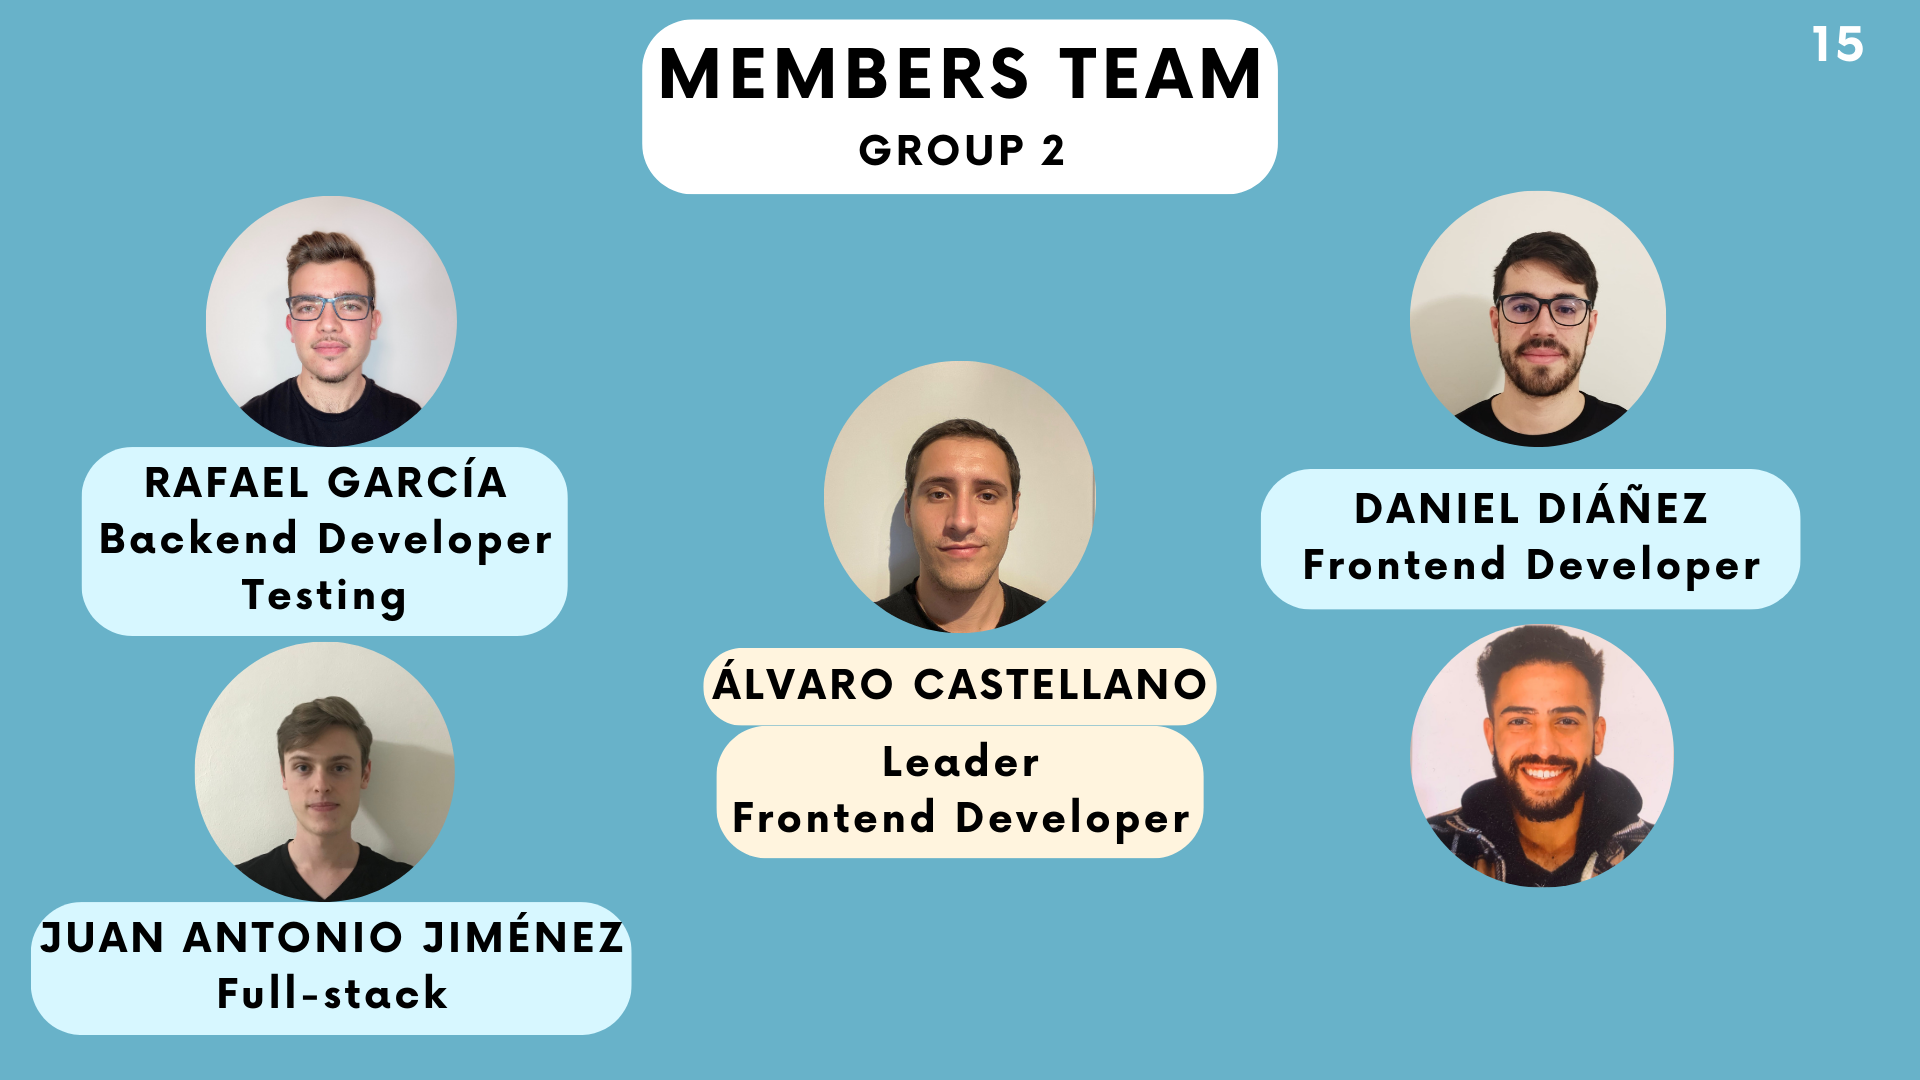 MEMBERS TEAM
GROUP 2
15
RAFAEL GARCÍA
Backend Developer
Testing
JUAN ANTONIO JIMÉNEZ
Full-stack
ÁLVARO CASTELLANO
Leader
Frontend Developer
DANIEL DIÁÑEZ
Frontend Developer